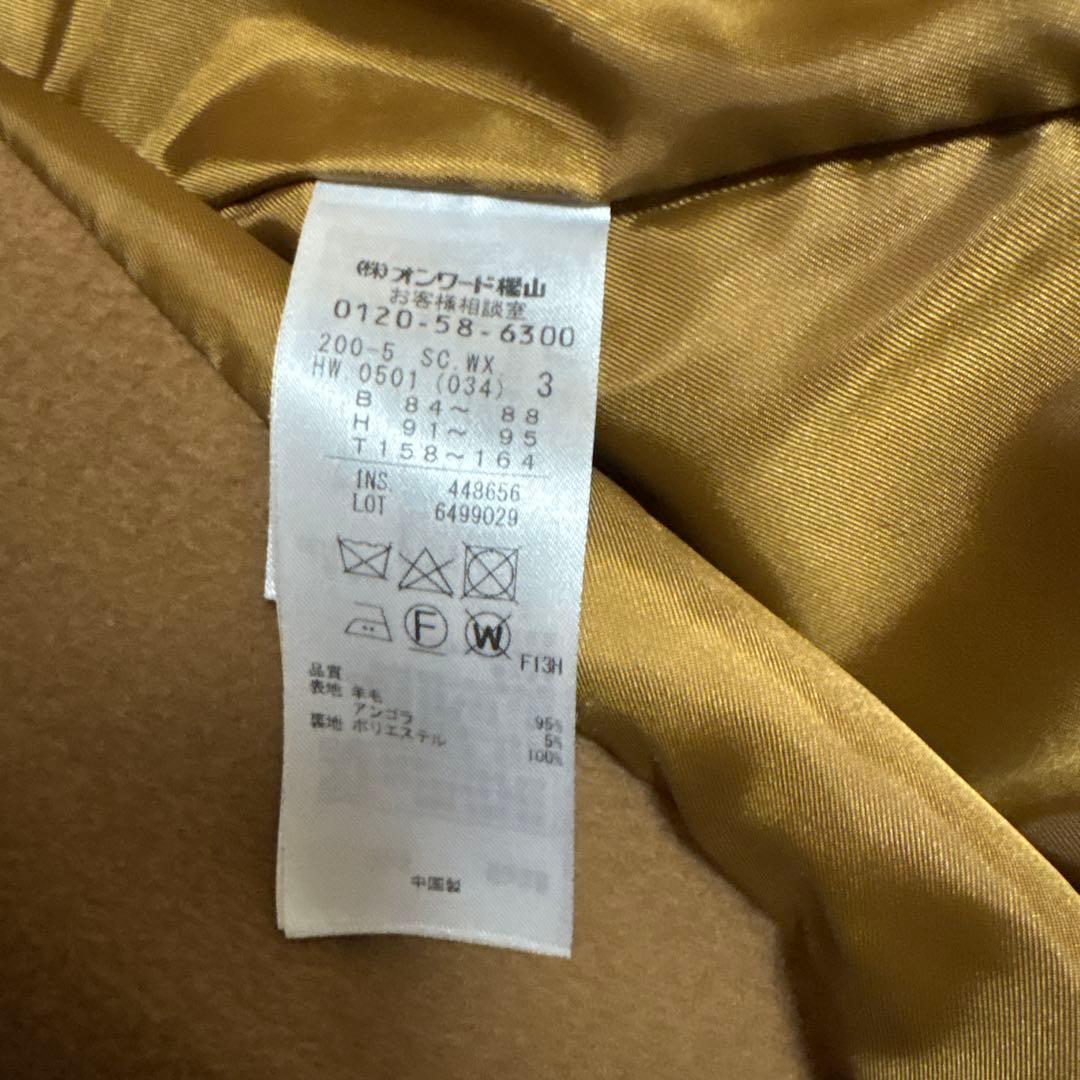 (株)オンワード樫山
お客様相談室
0120-58-6300
200-5 SC.WX
HW 0501 (034) 3
B 84～ 88
H 91～ 95
T158～164
INS. 448656
LOT 6499029
F
W
F13H
品質
表地 羊毛 95%
アンゴラ 5%
裏地 ポリエステル 100%
中国製